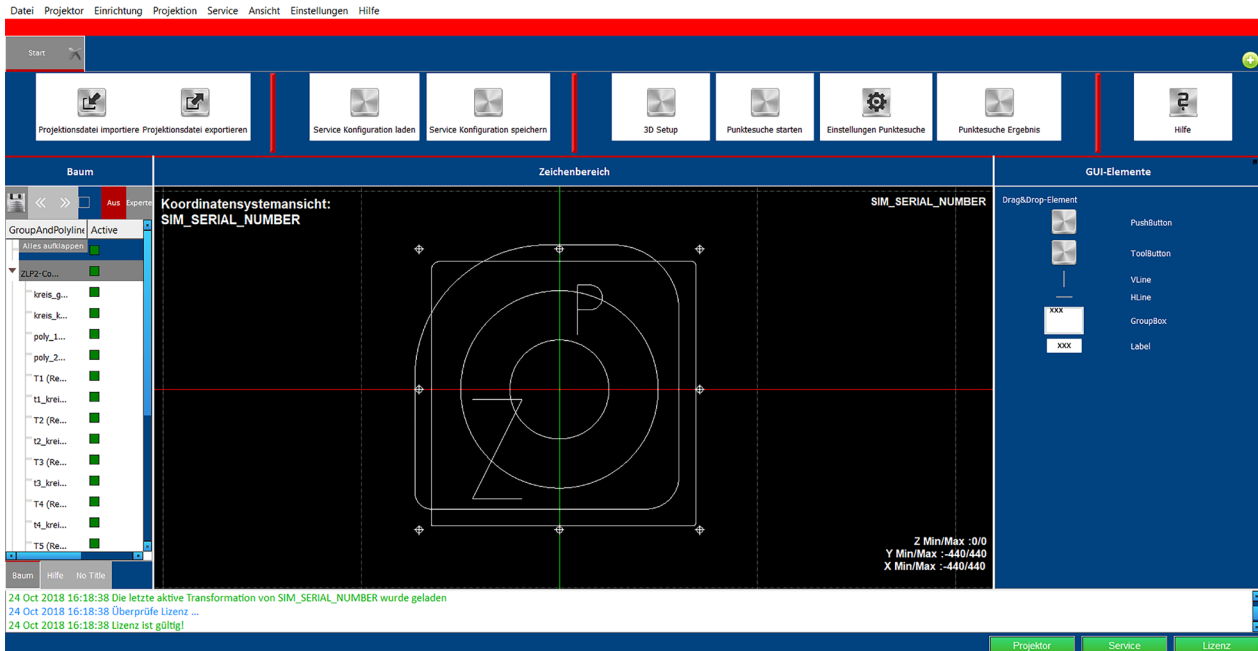 Datei Projektor Einrichtung Projektion Service Ansicht Einstellungen Hilfe
Start
Projektionsdatei importiere Projektionsdatei exportieren Service Konfiguration laden Service Konfiguration speichern 3D Setup Punktesuche starten Einstellungen Punktesuche Punktesuche Ergebnis Hilfe
Baum Zeichenbereich GUI-Elemente
Aus Experte
GroupAndPolyline Active
Alles aufklappen
ZLP2-Co...
kreis_g...
kreis_k...
poly_1...
poly_2...
T1 (Re...
t1_krei...
T2 (Re...
t2_krei...
T3 (Re...
t3_krei...
T4 (Re...
t4_krei...
T5 (Re...
Baum Hilfe No Title
Koordinatensystemansicht:
SIM_SERIAL_NUMBER
SIM_SERIAL_NUMBER
P
Z
Z Min/Max :0/0
Y Min/Max :-440/440
X Min/Max :-440/440
Drag&Drop-Element
PushButton
ToolButton
VLine
HLine
XXX GroupBox
XXX Label
24 Oct 2018 16:18:38 Die letzte aktive Transformation von SIM_SERIAL_NUMBER wurde geladen
24 Oct 2018 16:18:38 Überprüfe Lizenz ...
24 Oct 2018 16:18:38 Lizenz ist gültig!
Projektor Service Lizenz